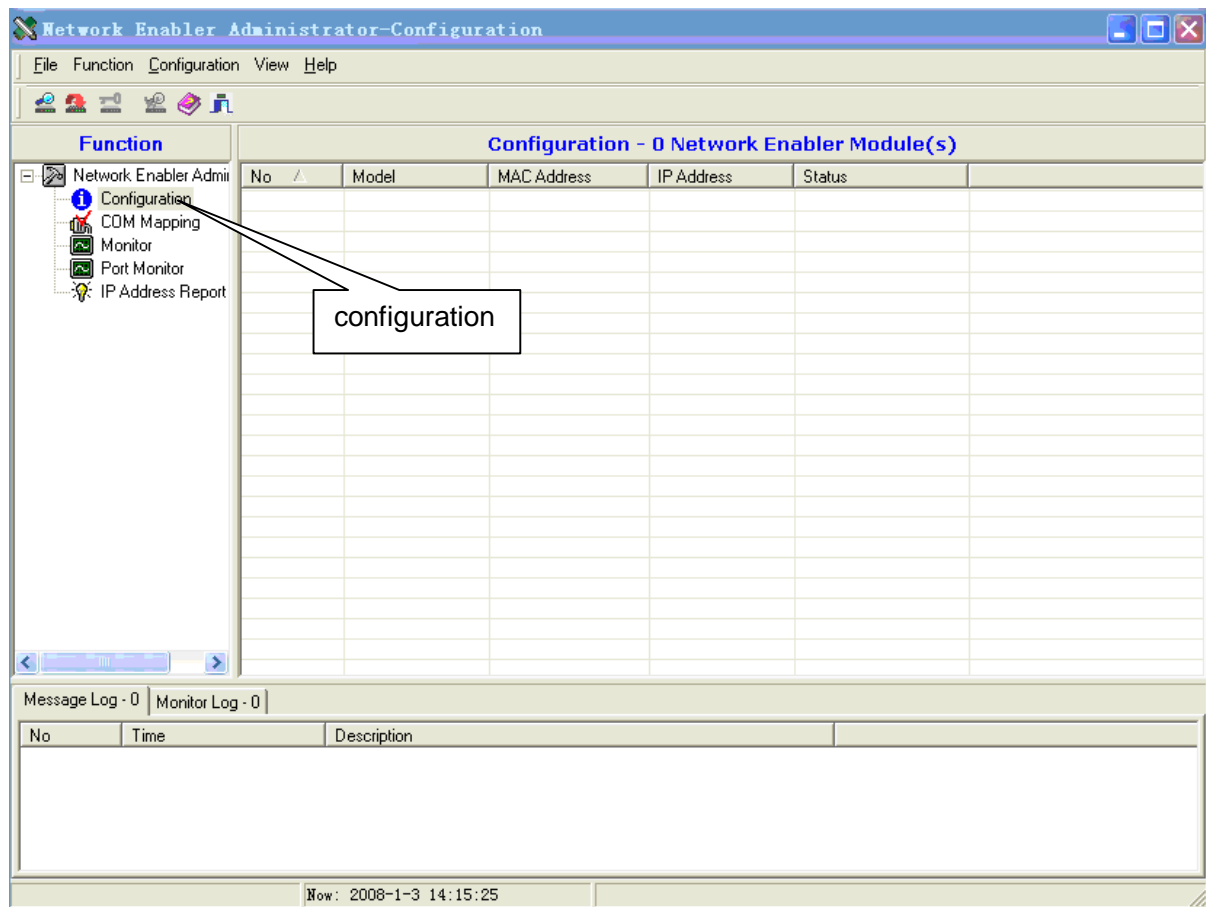 Network Enabler Administrator-Configuration
File Function Configuration View Help
Function
Configuration - 0 Network Enabler Module(s)
Network Enabler Admi
Configuration
COM Mapping
Monitor
Port Monitor
IP Address Report
No Model MAC Address IP Address Status
configuration
Message Log - 0 Monitor Log - 0
No Time Description
Now: 2008-1-3 14:15:25